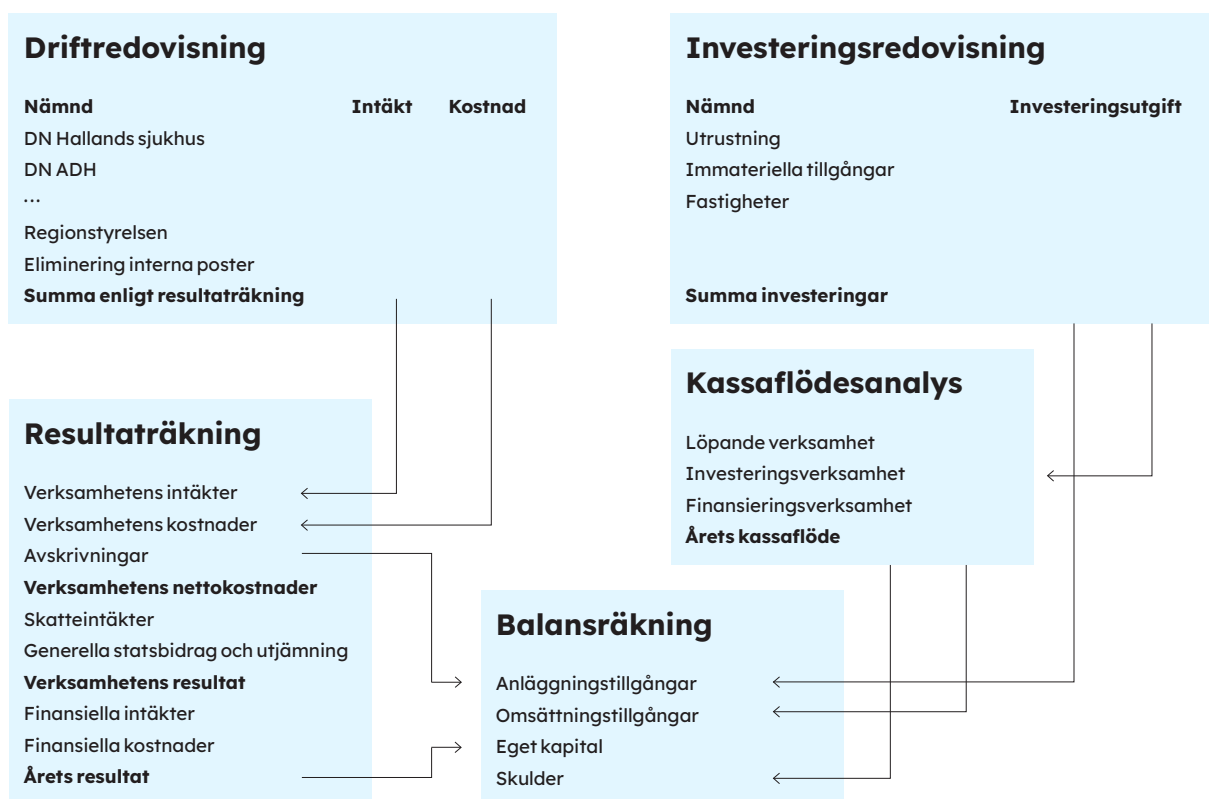 Driftredovisning
Nämnd Intäkt Kostnad
DN Hallands sjukhus
DN ADH
...
Regionstyrelsen
Eliminering interna poster
Summa enligt resultaträkning
Investeringsredovisning
Nämnd Investeringsutgift
Utrustning
Immateriella tillgångar
Fastigheter
Summa investeringar
Kassaflödesanalys
Löpande verksamhet
Investeringsverksamhet
Finansieringsverksamhet
Årets kassaflöde
Resultaträkning
Verksamhetens intäkter
Verksamhetens kostnader
Avskrivningar
Verksamhetens nettokostnader
Skatteintäkter
Generella statsbidrag och utjämning
Verksamhetens resultat
Finansiella intäkter
Finansiella kostnader
Årets resultat
Balansräkning
Anläggningstillgångar
Omsättningstillgångar
Eget kapital
Skulder